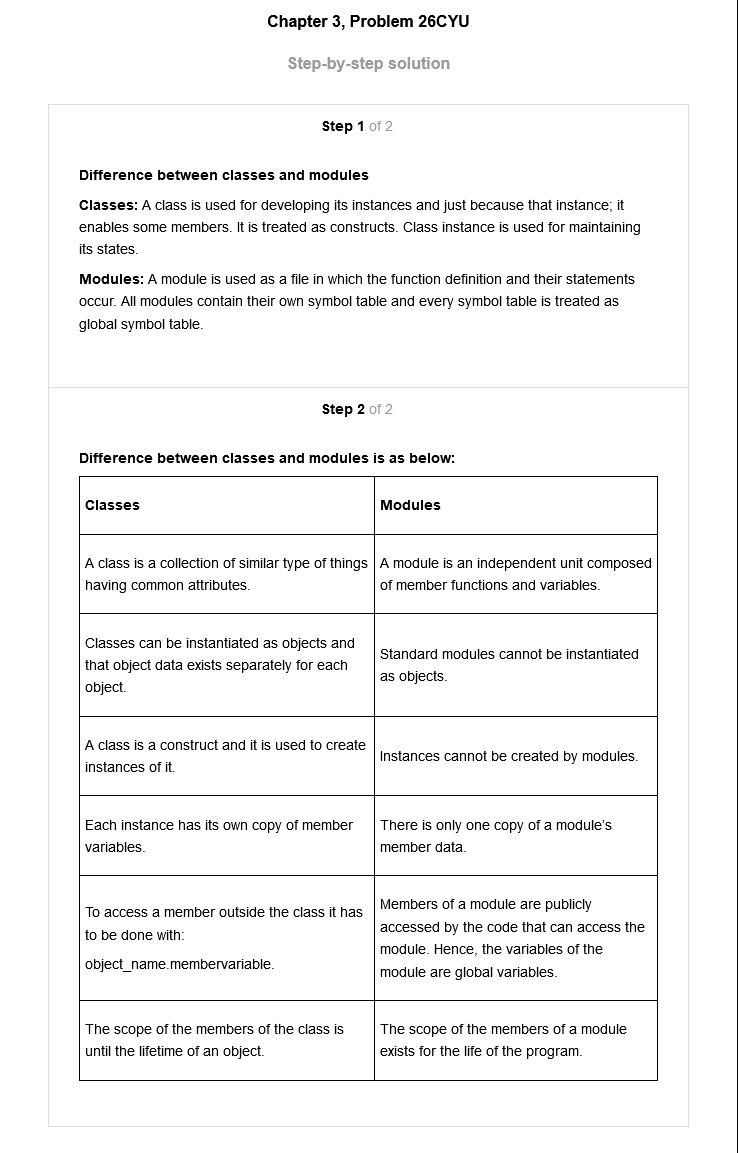 Chapter 3, Problem 26CYU
Step-by-step solution
Step 1 of 2
Difference between classes and modules
Classes: A class is used for developing its instances and just because that instance; it
enables some members. It is treated as constructs. Class instance is used for maintaining
its states.
Modules: A module is used as a file in which the function definition and their statements
occur. All modules contain their own symbol table and every symbol table is treated as
global symbol table.
Step 2 of 2
Difference between classes and modules is as below:
Classes
Modules
A class is a collection of similar type of things
having common attributes.
A module is an independent unit composed
of member functions and variables.
Classes can be instantiated as objects and
that object data exists separately for each
object.
Standard modules cannot be instantiated
as objects.
A class is a construct and it is used to create
instances of it.
Instances cannot be created by modules.
Each instance has its own copy of member
variables.
There is only one copy of a module's
member data.
To access a member outside the class it has
to be done with:
object_name.membervariable.
Members of a module are publicly
accessed by the code that can access the
module. Hence, the variables of the
module are global variables.
The scope of the members of the class is
until the lifetime of an object.
The scope of the members of a module
exists for the life of the program.